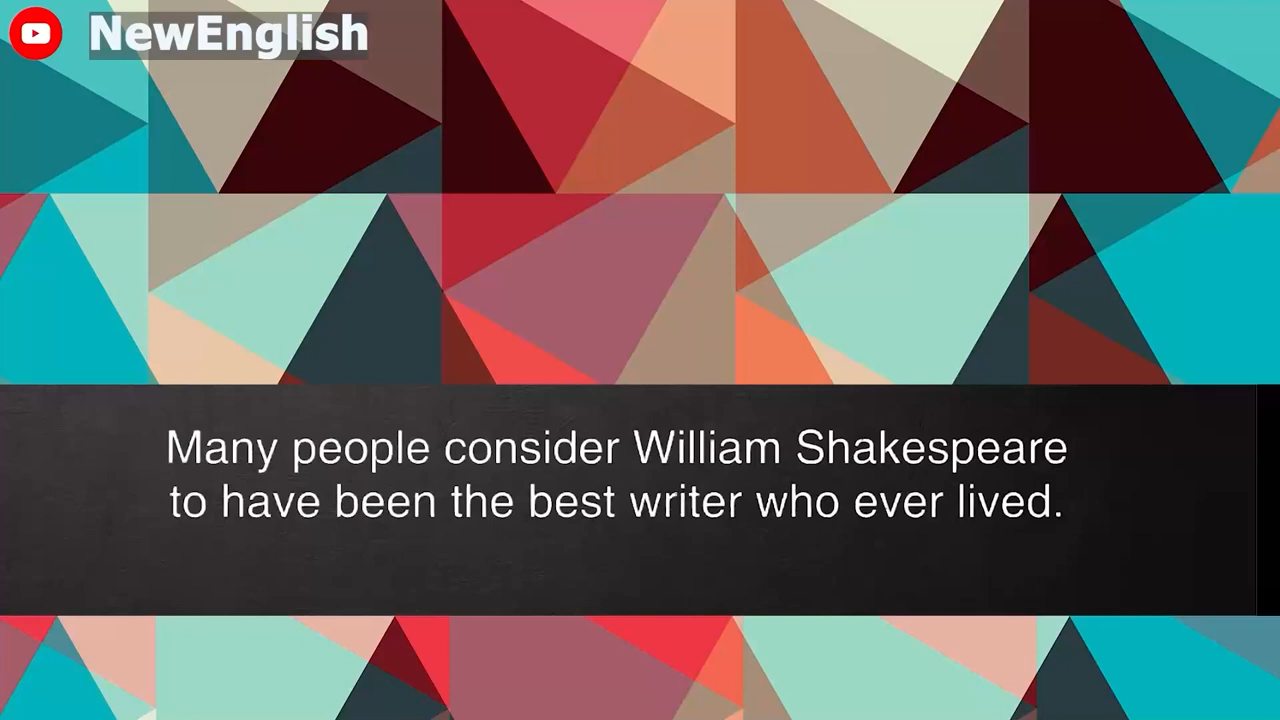 NewEnglish
Many people consider William Shakespeare
to have been the best writer who ever lived.